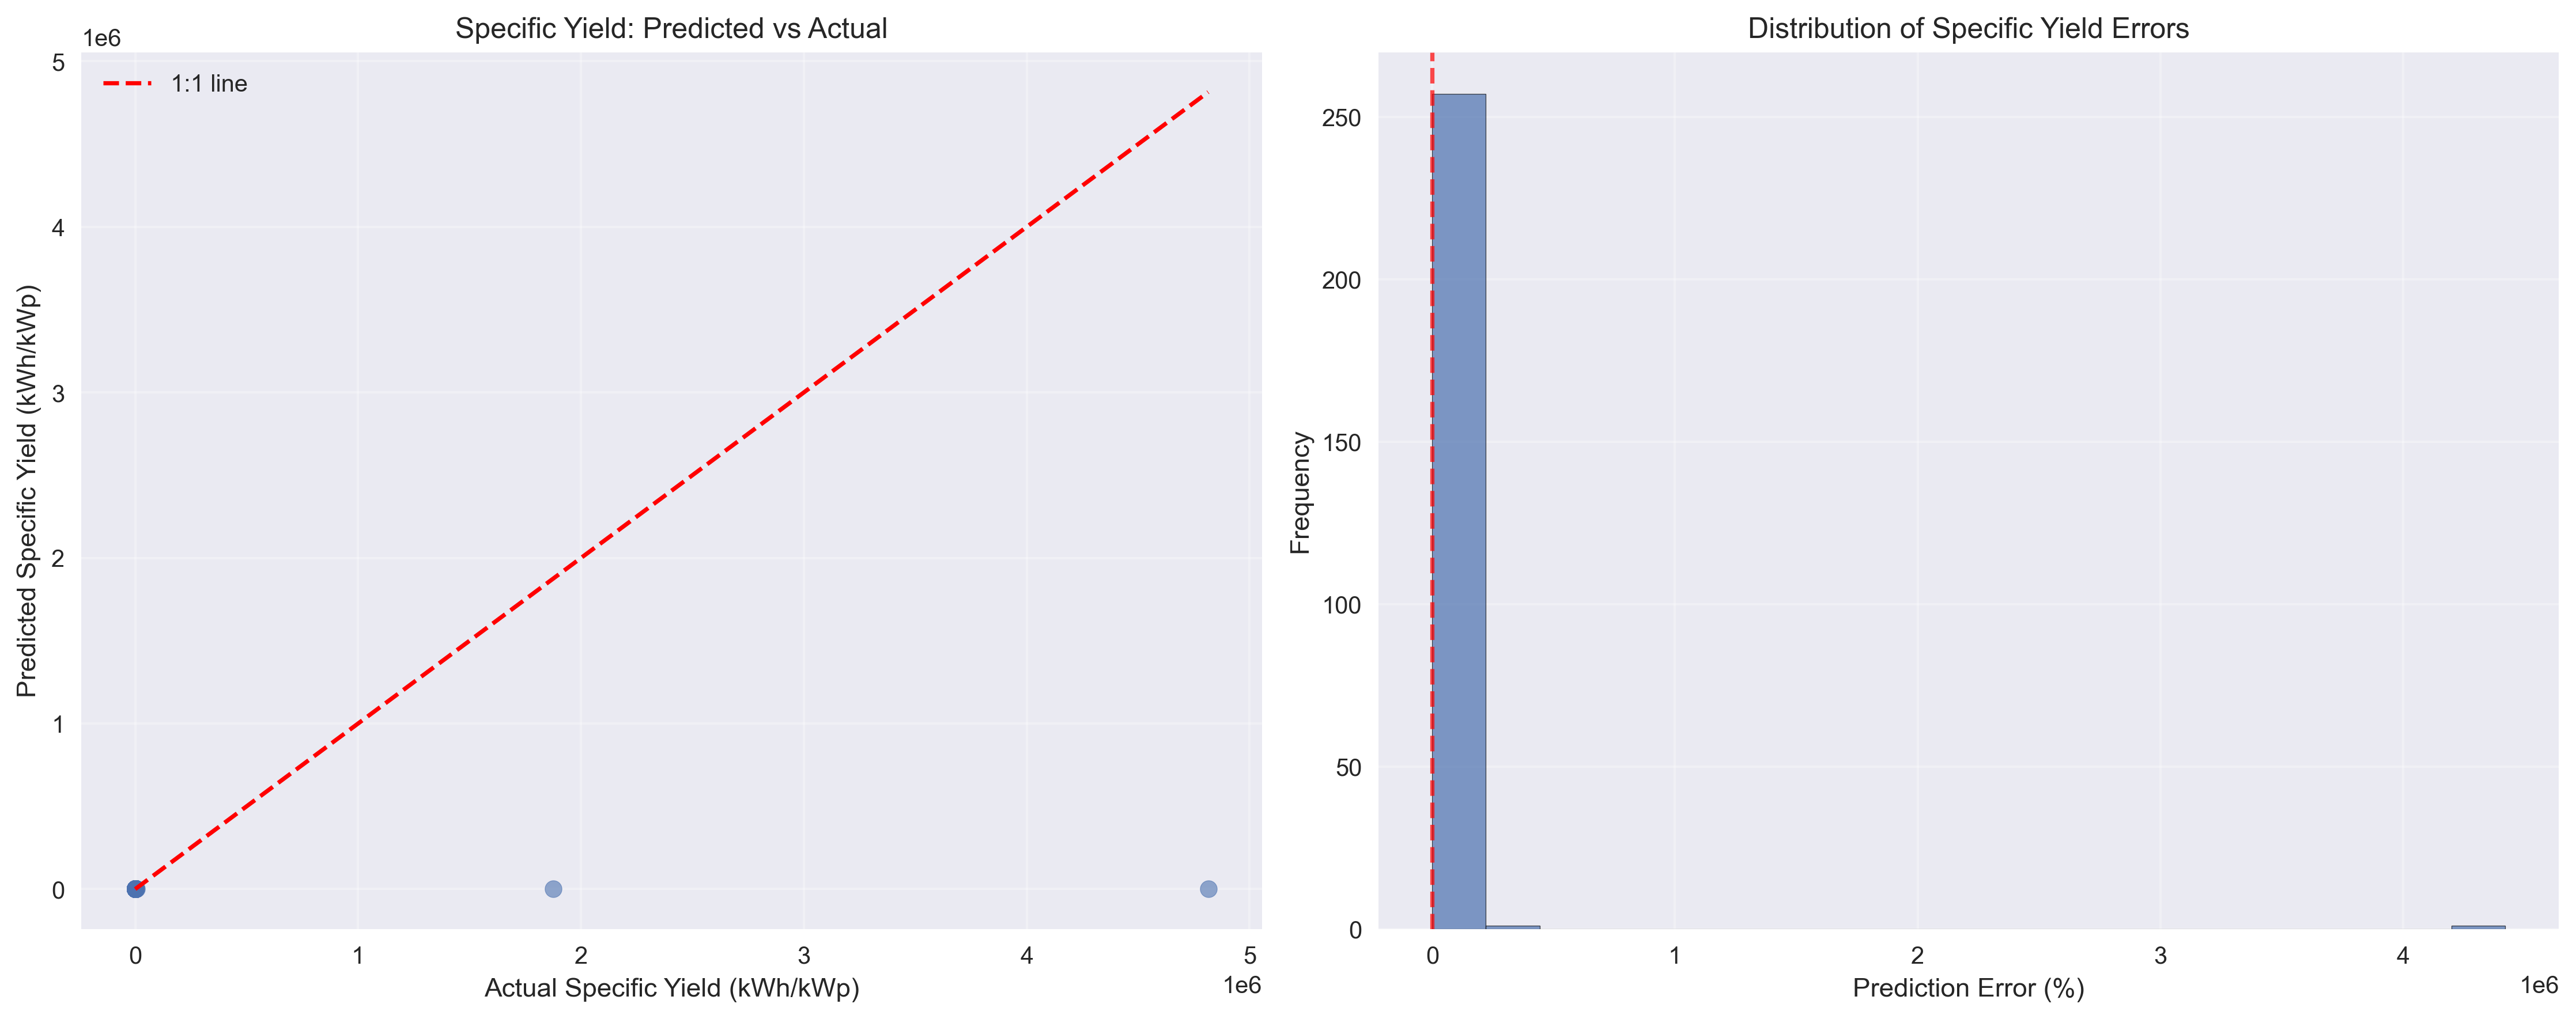 Specific Yield: Predicted vs Actual
1e6
1:1 line
5
4
3
2
1
0
Predicted Specific Yield (kWh/kWp)
0 1 2 3 4 5
1e6
Actual Specific Yield (kWh/kWp)
Distribution of Specific Yield Errors
250
200
150
100
50
0
Frequency
0 1 2 3 4
1e6
Prediction Error (%)